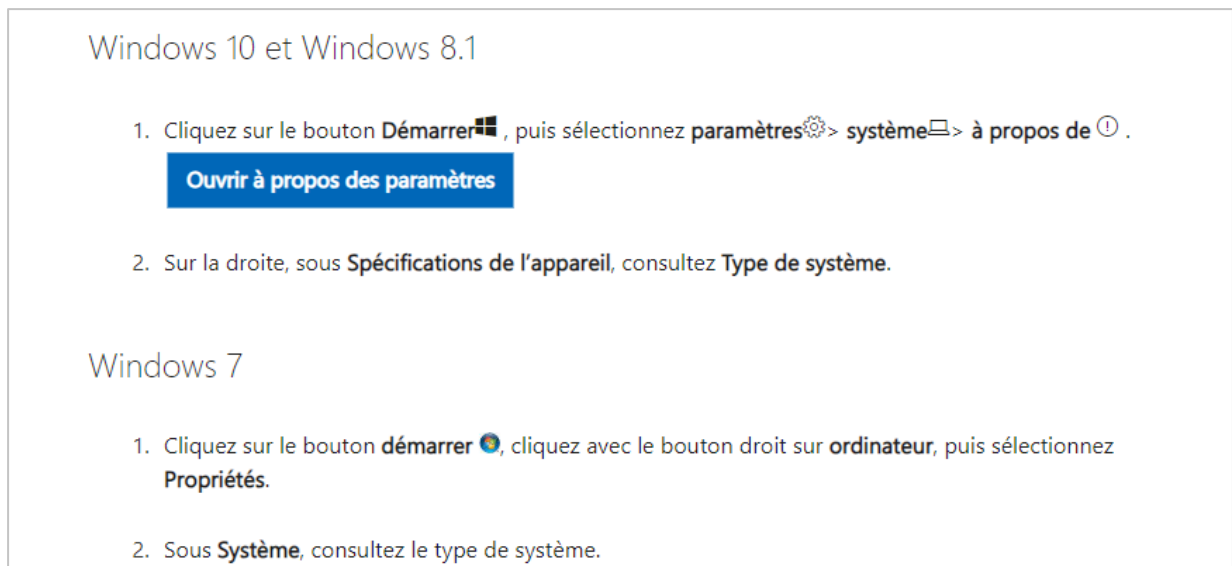 Windows 10 et Windows 8.1
1. Cliquez sur le bouton Démarrer , puis sélectionnez paramètres > système > à propos de .
Ouvrir à propos des paramètres
2. Sur la droite, sous Spécifications de l’appareil, consultez Type de système.
Windows 7
1. Cliquez sur le bouton démarrer , cliquez avec le bouton droit sur ordinateur, puis sélectionnez
Propriétés.
2. Sous Système, consultez le type de système.